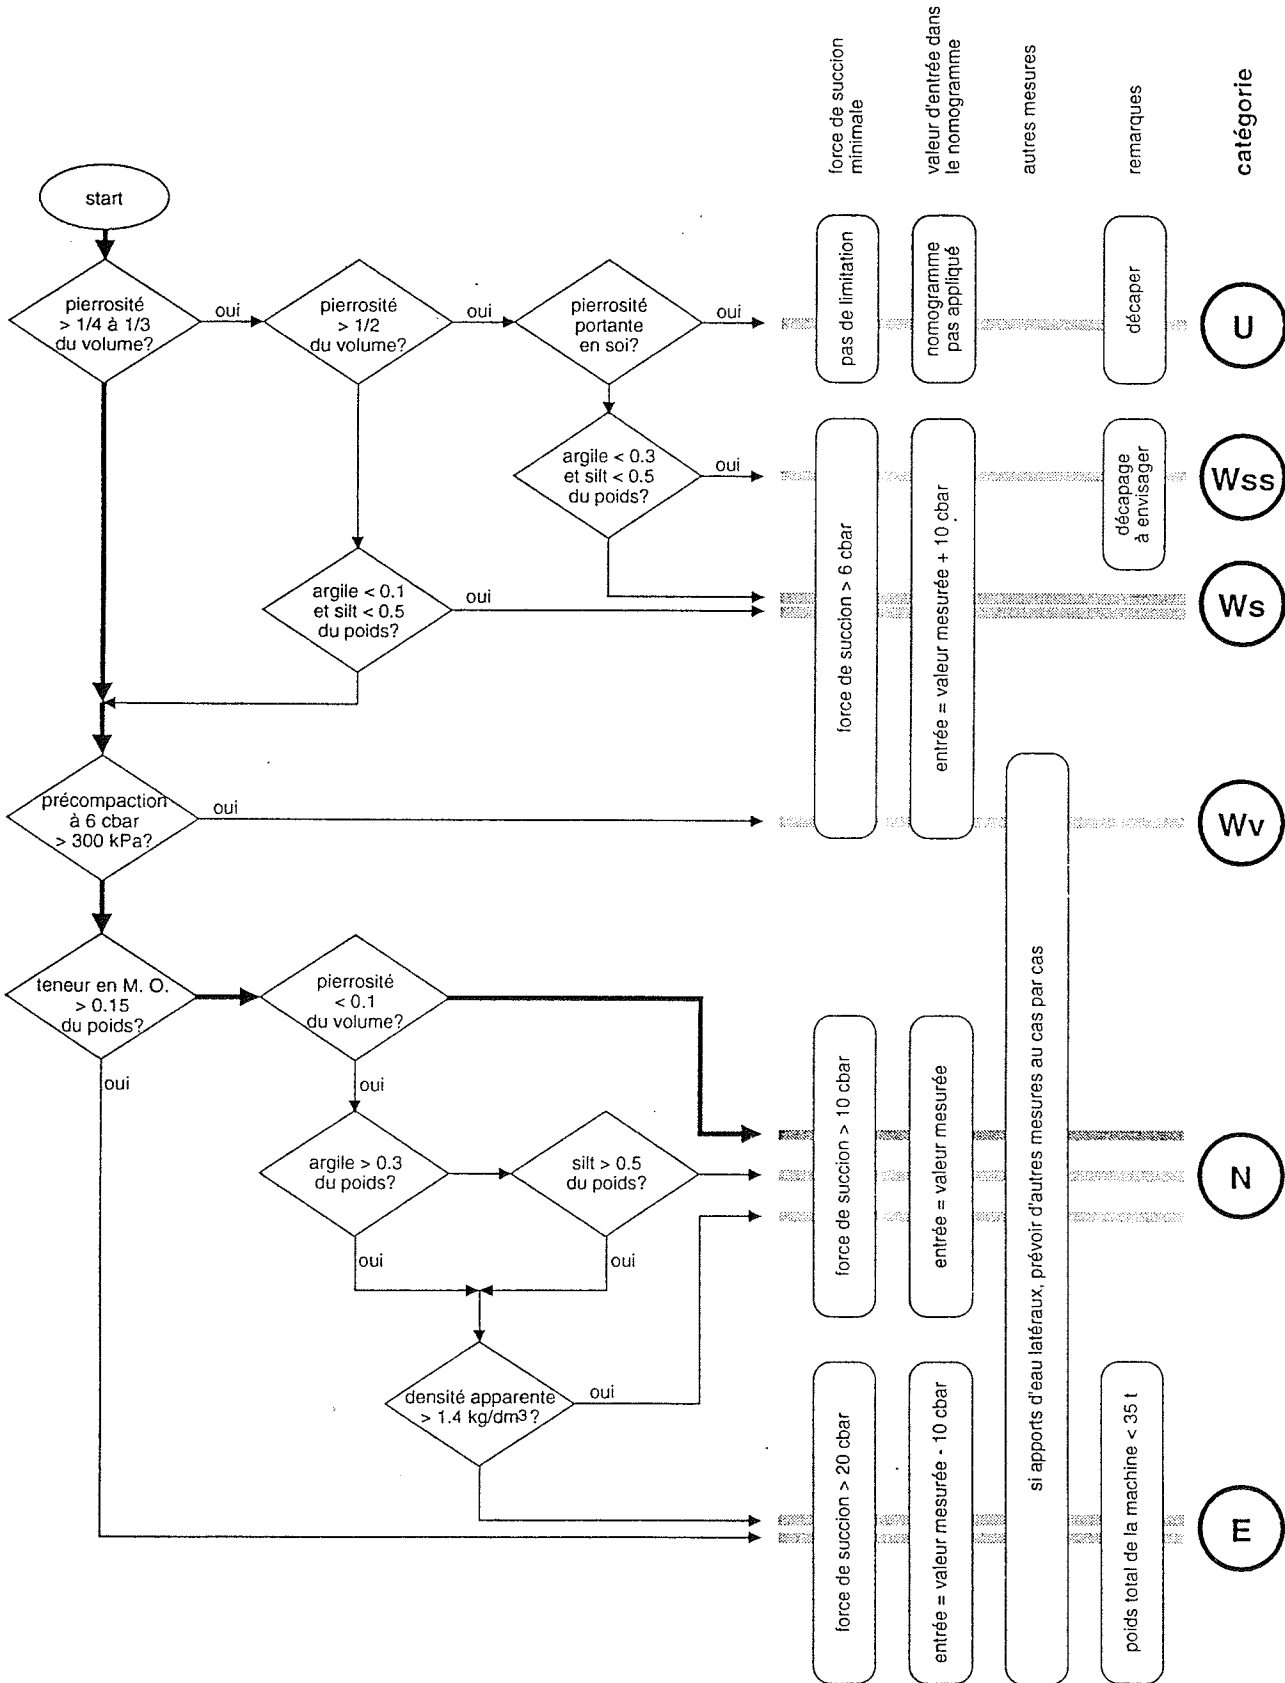 force de succion
minimale
valeur d'entrée dans
le nomogramme
autres mesures
remarques
catégorie
start
pierrosité
> 1/4 à 1/3
du volume?
oui
pierrosité
> 1/2
du volume?
oui
pierrosité
portante
en soi?
oui
pas de limitation
nomogramme
pas appliqué
décaper
U
argile < 0.3
et silt < 0.5
du poids?
oui
décapage
à envisager
Wss
argile < 0.1
et silt < 0.5
du poids?
oui
force de succion > 6 cbar
entrée = valeur mesurée + 10 cbar
Ws
précompaction
à 6 cbar
> 300 kPa?
oui
Wv
teneur en M. O.
> 0.15
du poids?
oui
pierrosité
< 0.1
du volume?
oui
si apports d'eau latéraux, prévoir d'autres mesures au cas par cas
argile > 0.3
du poids?
oui
silt > 0.5
du poids?
oui
force de succion > 10 cbar
entrée = valeur mesurée
N
densité apparente
> 1.4 kg/dm3?
oui
force de succion > 20 cbar
entrée = valeur mesurée - 10 cbar
poids total de la machine < 35 t
E